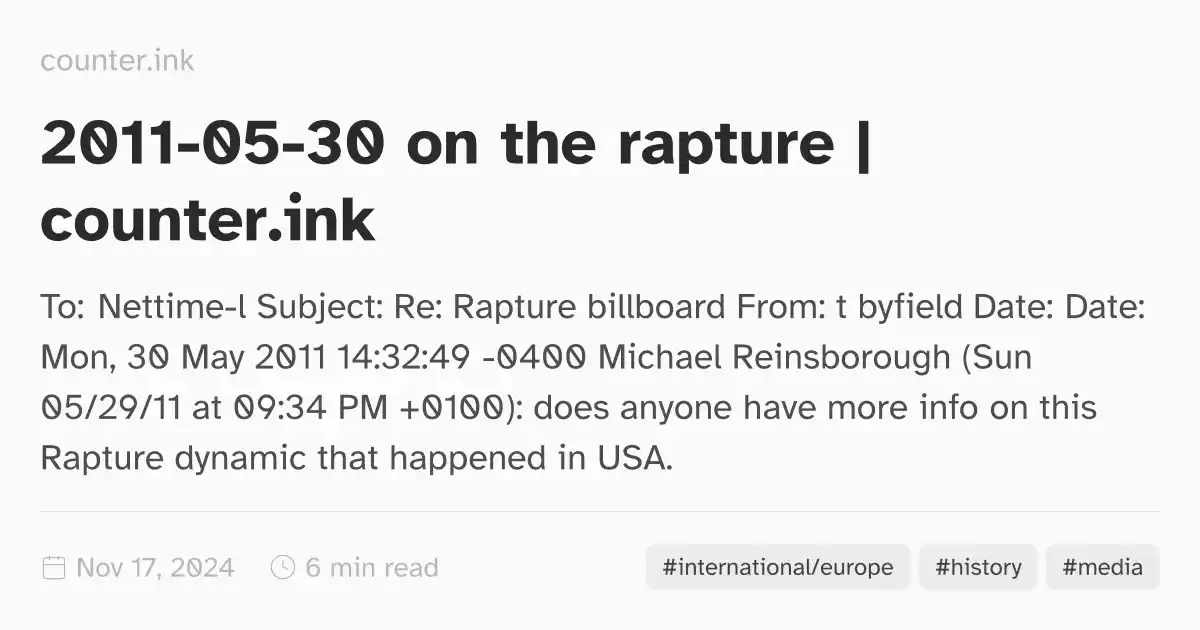 counter.ink
2011-05-30 on the rapture |
counter.ink
To: Nettime-l Subject: Re: Rapture billboard From: t byfield Date: Date:
Mon, 30 May 2011 14:32:49 -0400 Michael Reinsborough (Sun
05/29/11 at 09:34 PM +0100): does anyone have more info on this
Rapture dynamic that happened in USA.
Nov 17, 2024 6 min read #international/europe #history #media